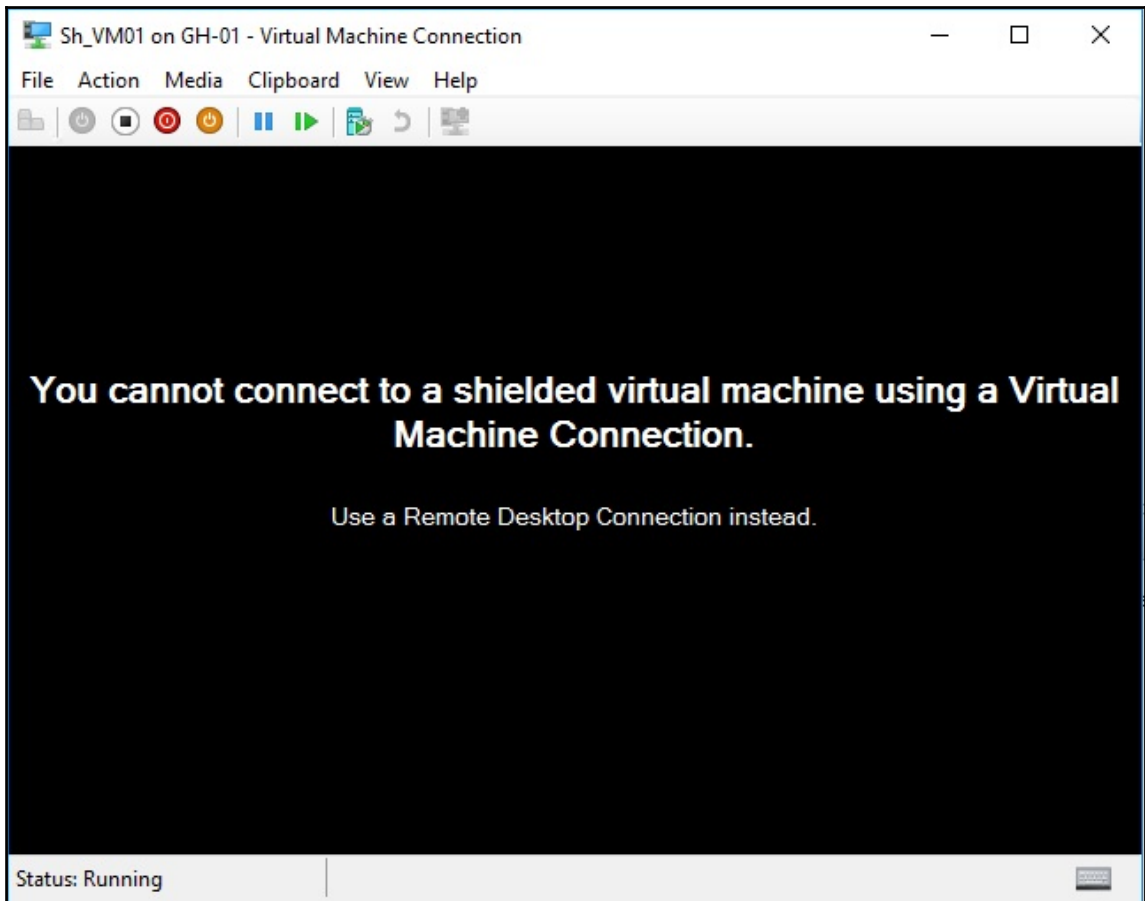 Sh_VM01 on GH-01 - Virtual Machine Connection
File Action Media Clipboard View Help
You cannot connect to a shielded virtual machine using a Virtual
Machine Connection.
Use a Remote Desktop Connection instead.
Status: Running